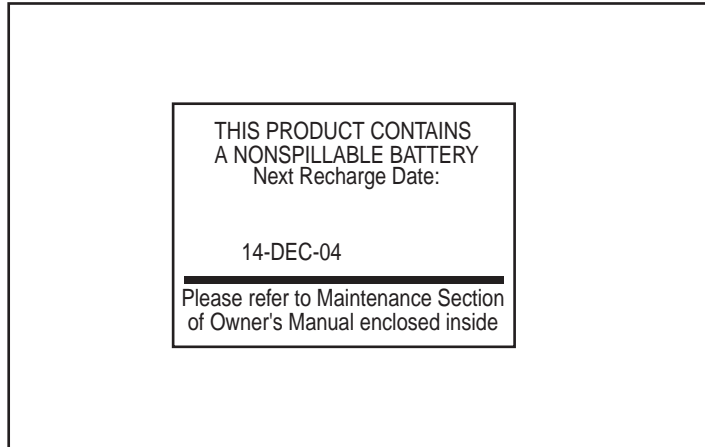 THIS PRODUCT CONTAINS
A NONSPILLABLE BATTERY
Next Recharge Date:
14-DEC-04
Please refer to Maintenance Section
of Owner's Manual enclosed inside